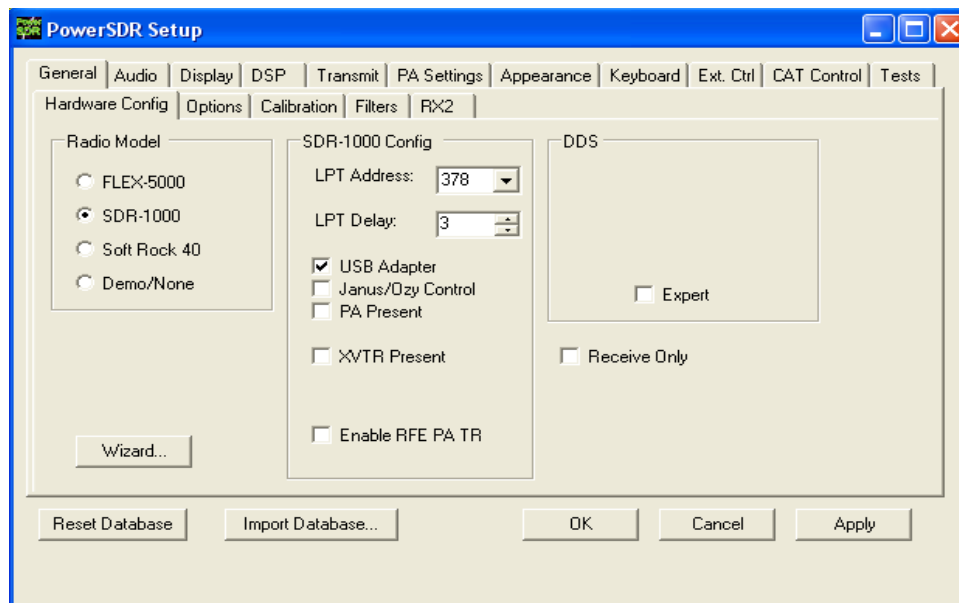 PowerSDR Setup
General Audio Display DSP Transmit PA Settings Appearance Keyboard Ext. Ctrl CAT Control Tests
Hardware Config Options Calibration Filters RX2
Radio Model
FLEX-5000
SDR-1000
Soft Rock 40
Demo/None
Wizard...
SDR-1000 Config
LPT Address: 378
LPT Delay: 3
USB Adapter
Janus/Ozy Control
PA Present
XVTR Present
Enable RFE PA TR
DDS
Expert
Receive Only
Reset Database Import Database... OK Cancel Apply